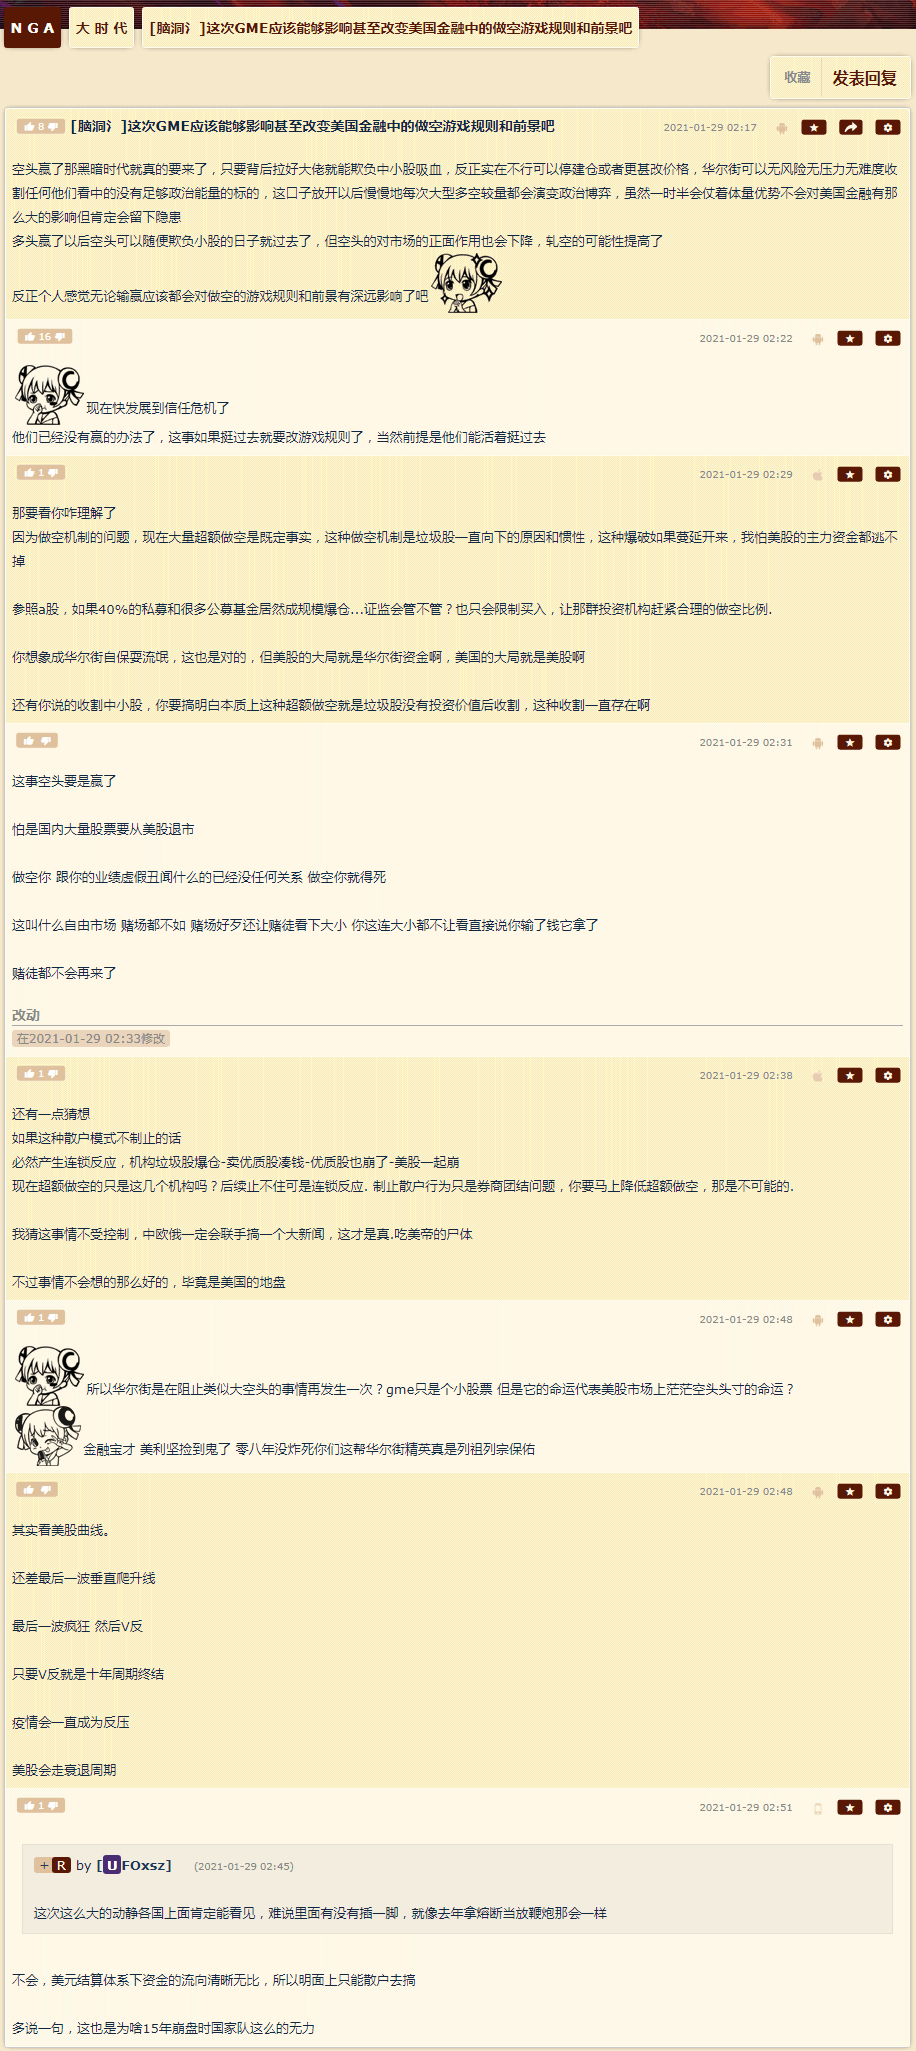 NGA 大时代 [脑洞氵]这次GME应该能够影响甚至改变美国金融中的做空游戏规则和前景吧
收藏 发表回复
8 [脑洞氵]这次GME应该能够影响甚至改变美国金融中的做空游戏规则和前景吧 2021-01-29 02:17
空头赢了那黑暗时代就真的要来了，只要背后拉好大佬就能欺负中小股吸血，反正实在不行可以停建仓或者更甚改价格，华尔街可以无风险无压力无难度收
割任何他们看中的没有足够政治能量的标的，这口子放开以后慢慢地每次大型多空较量都会演变政治博弈，虽然一时半会仗着体量优势不会对美国金融有那
么大的影响但肯定会留下隐患
多头赢了以后空头可以随便欺负小股的日子就过去了，但空头的对市场的正面作用也会下降，轧空的可能性提高了
反正个人感觉无论输赢应该都会对做空的游戏规则和前景有深远影响了吧
16 2021-01-29 02:22
现在快发展到信任危机了
他们已经没有赢的办法了，这事如果挺过去就要改游戏规则了，当然前提是他们能活着挺过去
1 2021-01-29 02:29
那要看你咋理解了
因为做空机制的问题，现在大量超额做空是既定事实，这种做空机制是垃圾股一直向下的原因和惯性，这种爆破如果蔓延开来，我怕美股的主力资金都逃不
掉
参照a股，如果40%的私募和很多公募基金居然成规模爆仓...证监会管不管？也只会限制买入，让那群投资机构赶紧合理的做空比例.
你想象成华尔街自保耍流氓，这也是对的，但美股的大局就是华尔街资金啊，美国的大局就是美股啊
还有你说的收割中小股，你要搞明白本质上这种超额做空就是垃圾股没有投资价值后收割，这种收割一直存在啊
2021-01-29 02:31
这事空头要是赢了
怕是国内大量股票要从美股退市
做空你 跟你的业绩虚假丑闻什么的已经没任何关系 做空你就得死
这叫什么自由市场 赌场都不如 赌场好歹还让赌徒看下大小 你这连大小都不让看直接说你输了钱它拿了
赌徒都不会再来了
改动
在2021-01-29 02:33修改
1 2021-01-29 02:38
还有一点猜想
如果这种散户模式不制止的话
必然产生连锁反应，机构垃圾股爆仓-卖优质股凑钱-优质股也崩了-美股一起崩
现在超额做空的只是这几个机构吗？后续止不住可是连锁反应. 制止散户行为只是券商团结问题，你要马上降低超额做空，那是不可能的.
我猜这事情不受控制，中欧俄一定会联手搞一个大新闻，这才是真.吃美帝的尸体
不过事情不会想的那么好的，毕竟是美国的地盘
1 2021-01-29 02:48
所以华尔街是在阻止类似大空头的事情再发生一次？gme只是个小股票 但是它的命运代表美股市场上茫茫空头头寸的命运？
金融宝才 美利坚捡到鬼了 零八年没炸死你们这帮华尔街精英真是列祖列宗保佑
2021-01-29 02:48
其实看美股曲线。
还差最后一波垂直爬升线
最后一波疯狂 然后V反
只要V反就是十年周期终结
疫情会一直成为反压
美股会走衰退周期
1 2021-01-29 02:51
+R by [UFOxsz] (2021-01-29 02:45)
这次这么大的动静各国上面肯定能看见，难说里面有没有插一脚，就像去年拿熔断当放鞭炮那会一样
不会，美元结算体系下资金的流向清晰无比，所以明面上只能散户去搞
多说一句，这也是为啥15年崩盘时国家队这么的无力